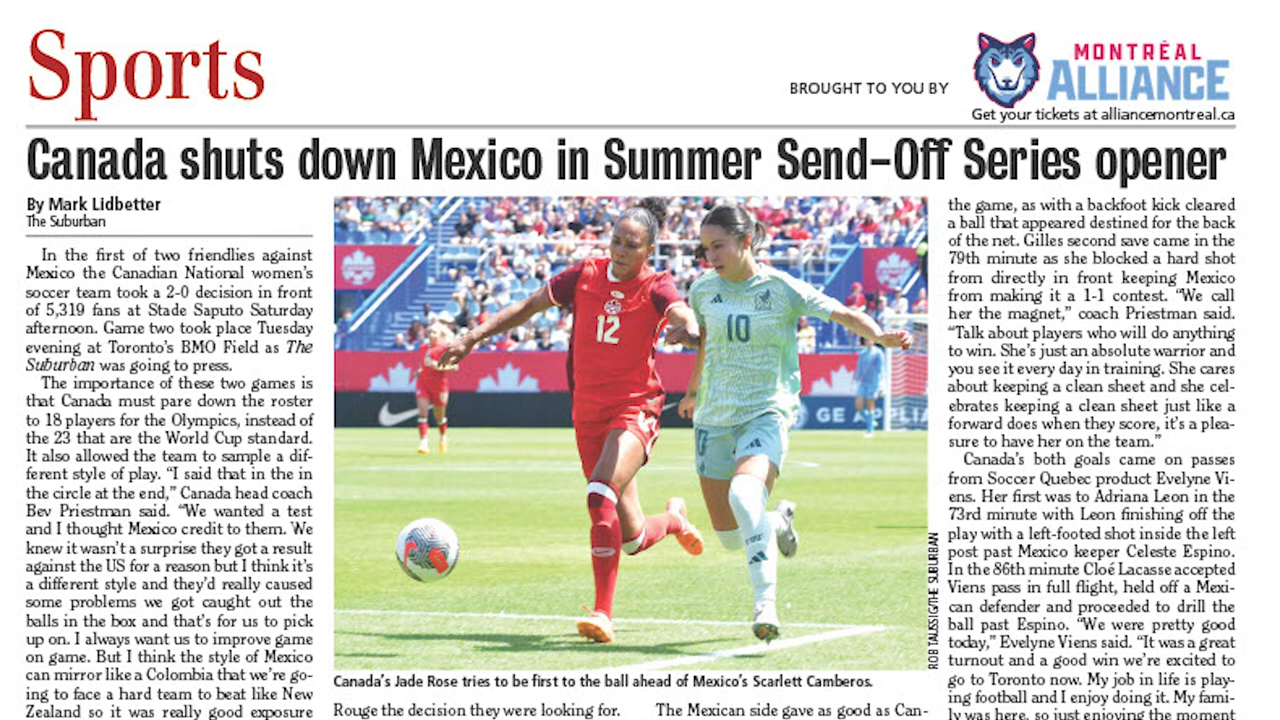 Sports
BROUGHT TO YOU BY
MONTRÉAL
ALLIANCE
Get your tickets at alliancemontreal.ca
Canada shuts down Mexico in Summer Send-Off Series opener
By Mark Lidbetter
The Suburban
In the first of two friendlies against
Mexico the Canadian National women's
soccer team took a 2-0 decision in front
of 5,319 fans at Stade Saputo Saturday
afternoon. Game two took place Tuesday
evening at Toronto's BMO Field as The
Suburban was going to press.
The importance of these two games is
that Canada must pare down the roster
to 18 players for the Olympics, instead of
the 23 that are the World Cup standard.
It also allowed the team to sample a dif-
ferent style of play. "I said that in the in
the circle at the end," Canada head coach
Bev Priestman said. "We wanted a test
and I thought Mexico credit to them. We
knew it wasn't a surprise they got a result
against the US for a reason but I think it's
a different style and they'd really caused
some problems we got caught out the
balls in the box and that's for us to pick
up on. I always want us to improve game
on game. But I think the style of Mexico
can mirror like a Colombia that we're go-
ing to face a hard team to beat like New
Zealand so it was really good exposure
12
10
GE APPLIA
ROB TAUSSIG/THE SUBURBAN
Canada's Jade Rose tries to be first to the ball ahead of Mexico's Scarlett Camberos.
Rouge the decision they were looking for.
The Mexican side gave as good as Can-
the game, as with a backfoot kick cleared
a ball that appeared destined for the back
of the net. Gilles second save came in the
79th minute as she blocked a hard shot
from directly in front keeping Mexico
from making it a 1-1 contest. "We call
her the magnet," coach Priestman said.
"Talk about players who will do anything
to win. She's just an absolute warrior and
you see it every day in training. She cares
about keeping a clean sheet and she cel-
ebrates keeping a clean sheet just like a
forward does when they score, it's a plea-
sure to have her on the team."
Canada's both goals came on passes
from Soccer Quebec product Evelyne Vi-
ens. Her first was to Adriana Leon in the
73rd minute with Leon finishing off the
play with a left-footed shot inside the left
post past Mexico keeper Celeste Espino.
In the 86th minute Cloé Lacasse accepted
Viens pass in full flight, held off a Mexi-
can defender and proceeded to drill the
ball past Espino. "We were pretty good
today," Evelyne Viens said. "It was a great
turnout and a good win we're excited to
go to Toronto now. My job in life is play-
ing football and I enjoy doing it. My fami-
ly was here, so just enjoying the moment